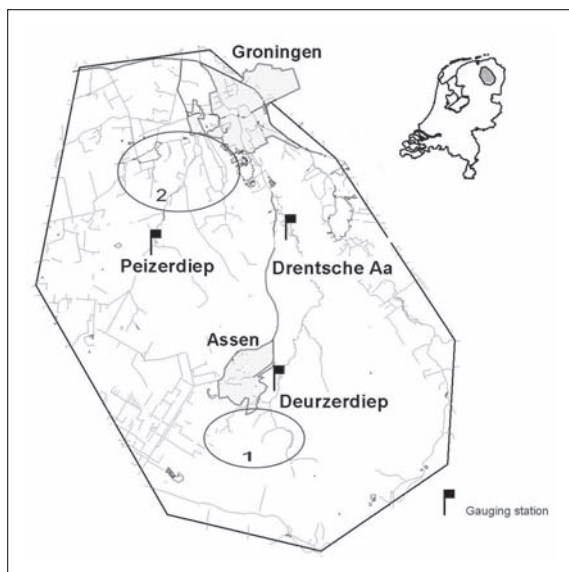 Groningen
2
Peizerdiep
Drentsche Aa
Assen
Deurzerdiep
1
Gauging station